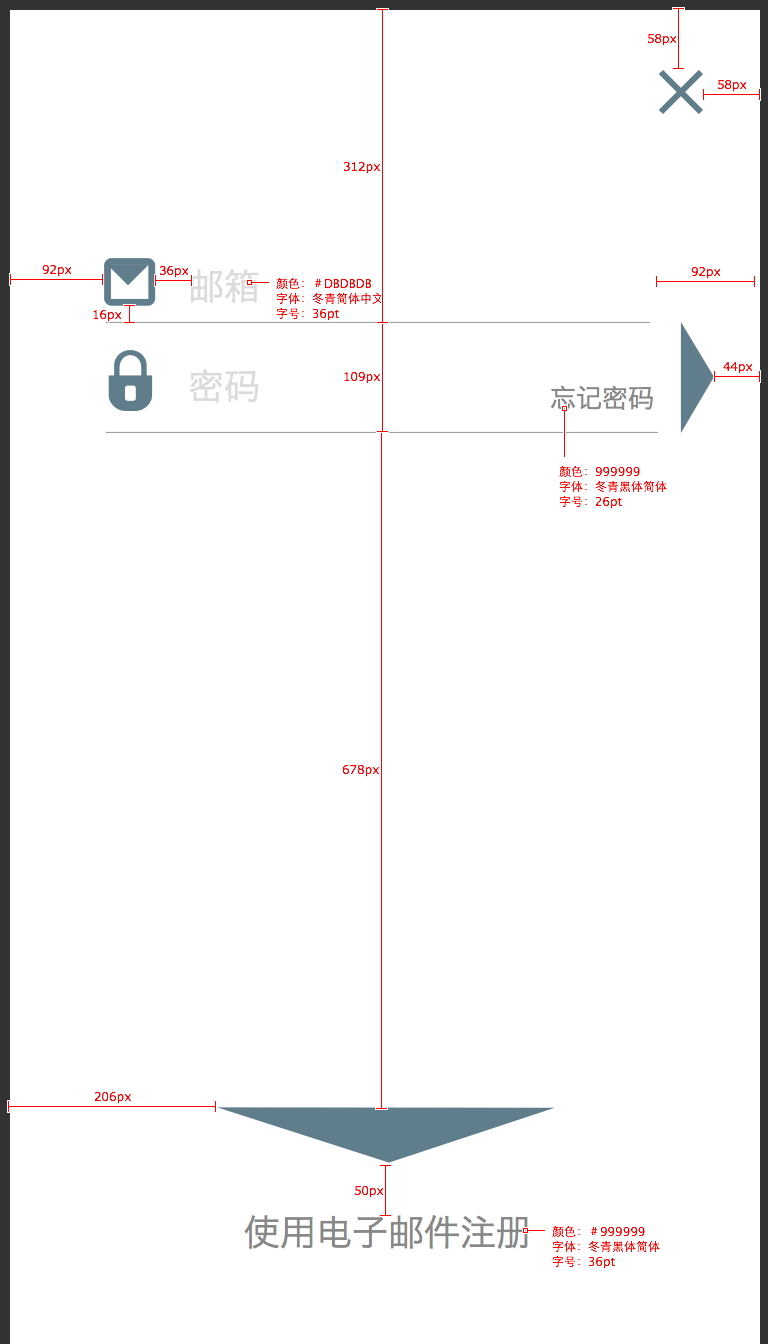 58px
58px
312px
92px
36px
邮箱
颜色：＃DBDBDB
字体：冬青简体中文
字号：36pt
92px
16px
密码
109px
忘记密码
44px
颜色：999999
字体：冬青黑体简体
字号：26pt
678px
206px
50px
使用电子邮件注册
颜色：＃999999
字体：冬青黑体简体
字号：36pt